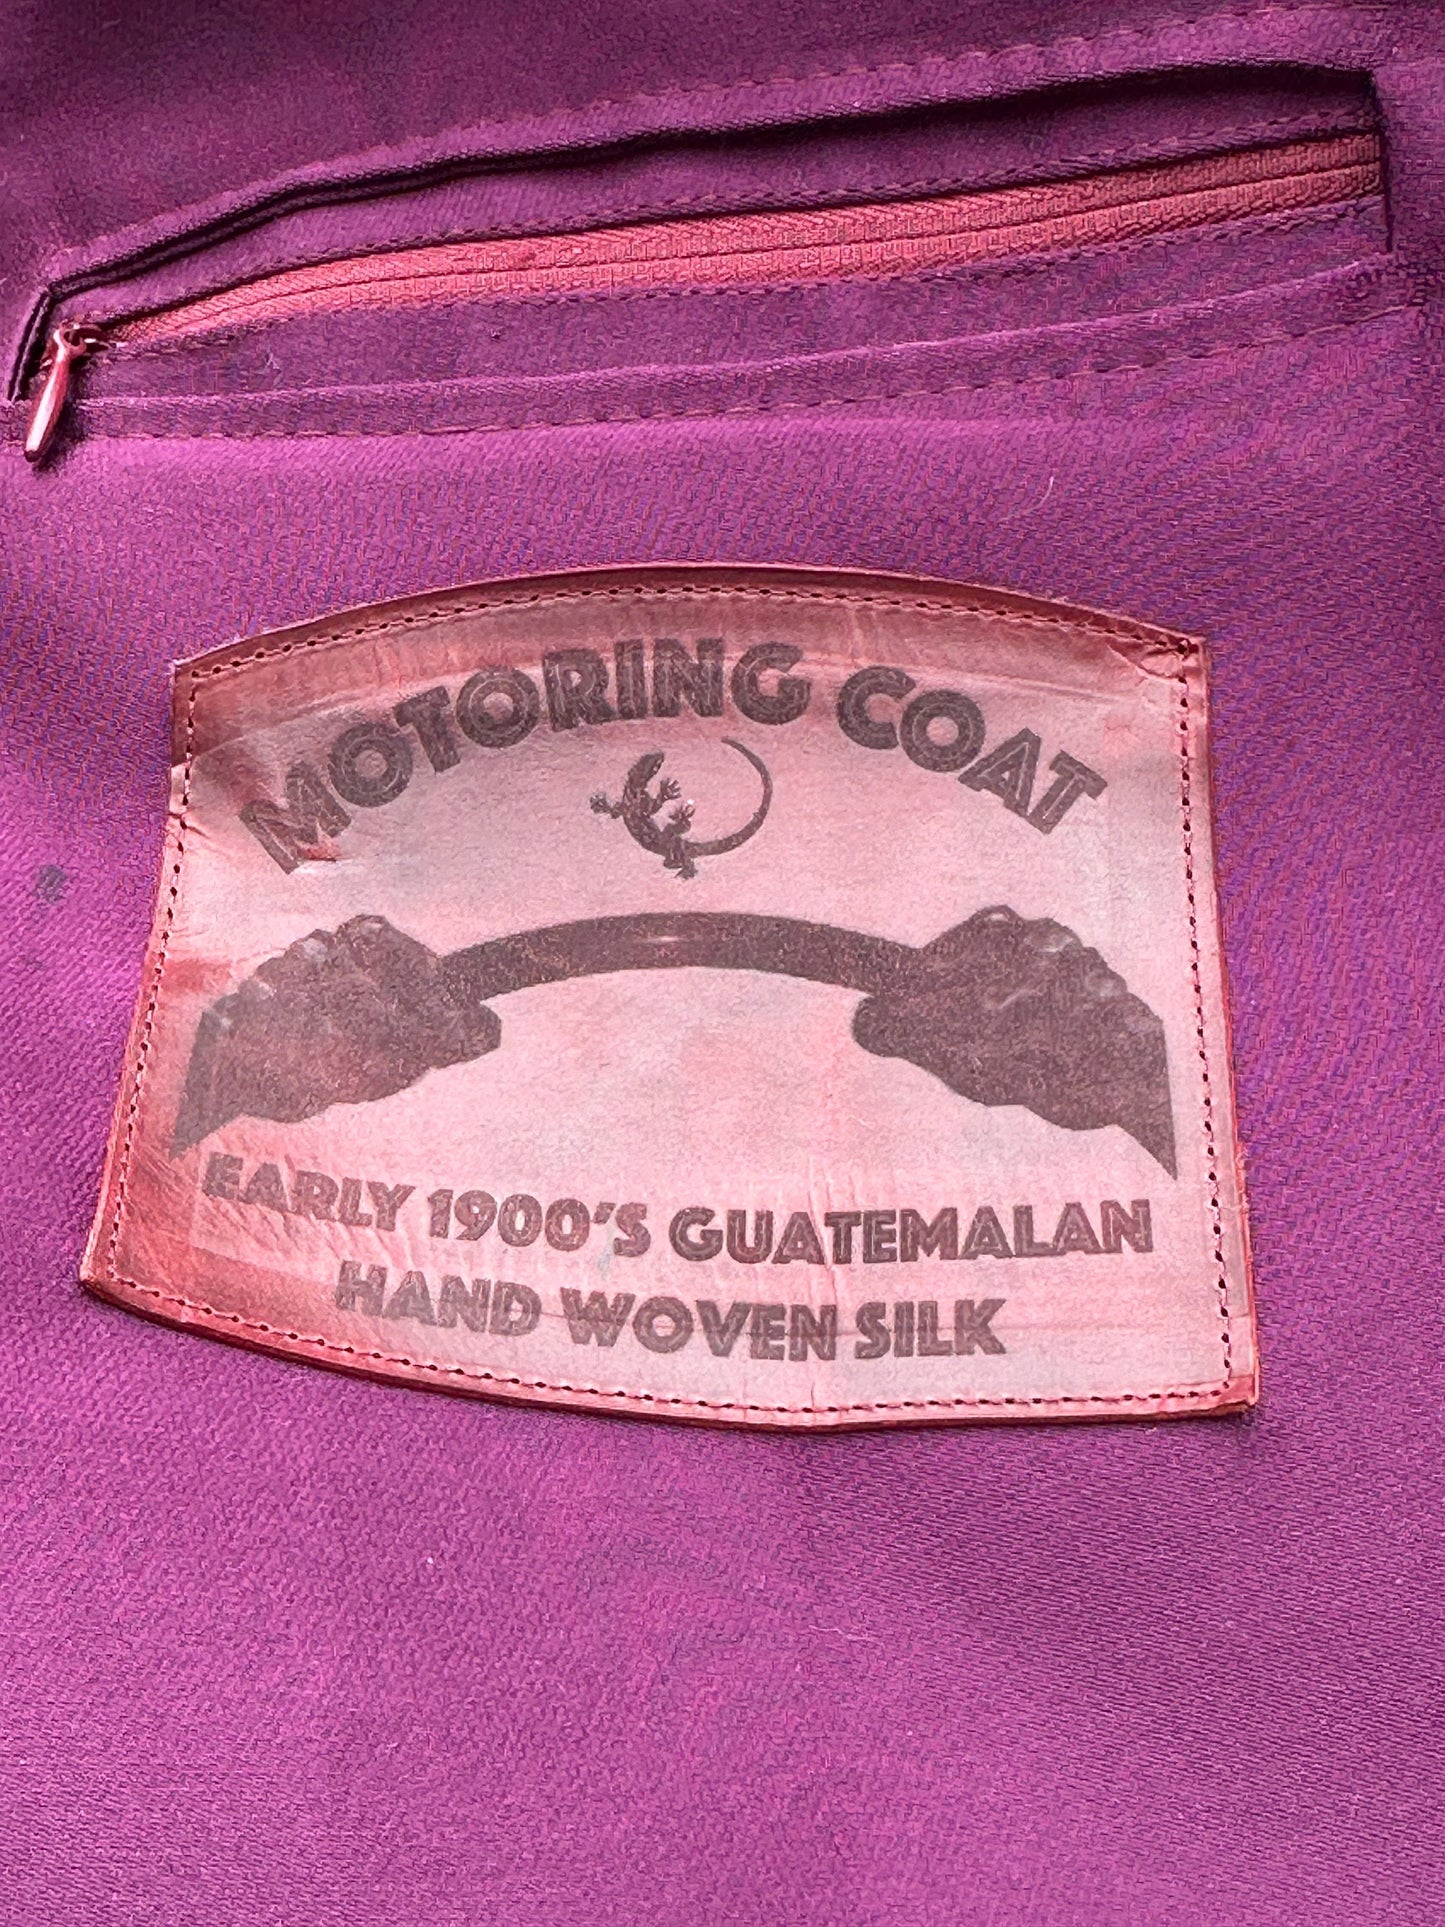 MOTORING COAT
EARLY 1900'S GUATEMALAN
HAND WOVEN SILK